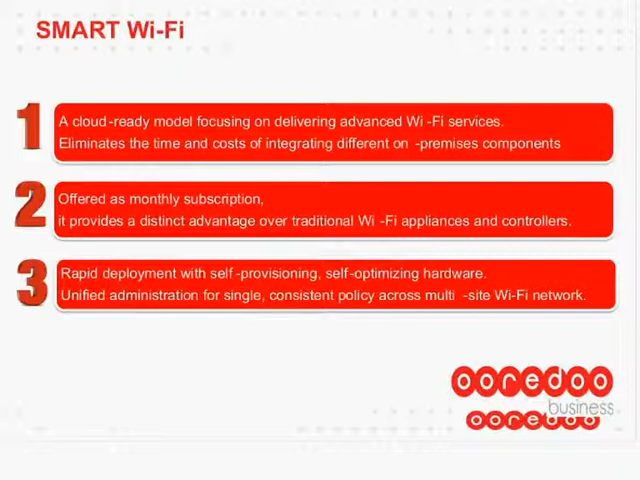 SMART Wi-Fi
1
A cloud-ready model focusing on delivering advanced Wi -Fi services.
Eliminates the time and costs of integrating different on -premises components
2
Offered as monthly subscription,
it provides a distinct advantage over traditional Wi -Fi appliances and controllers.
3
Rapid deployment with self -provisioning, self-optimizing hardware.
Unified administration for single, consistent policy across multi -site Wi-Fi network.
ooredoo
business
ooredoo